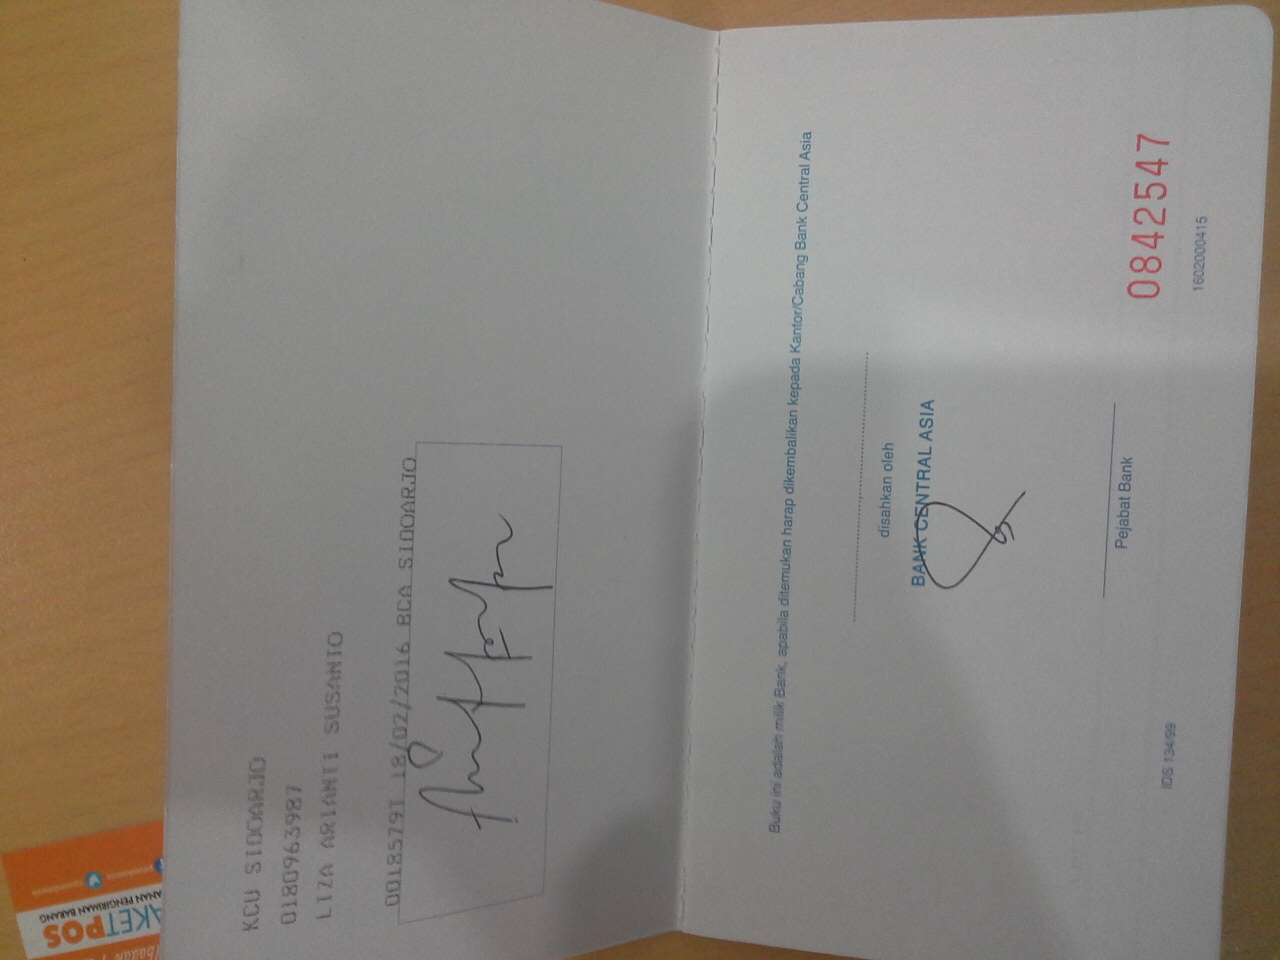 KCU SIDOARJO
0180963987
LIZA ARIANTI SUSANTO
00185791 18/02/2016 BCA SIDOARJO
Buku ini adalah milik Bank, apabila ditemukan harap dikembalikan kepada Kantor/Cabang Bank Central Asia
disahkan oleh
BANK CENTRAL ASIA
Pejabat Bank
0842547
IDS 134/99
1602000415
AKETPOS
ANAN PENGIRIMAN BARANG